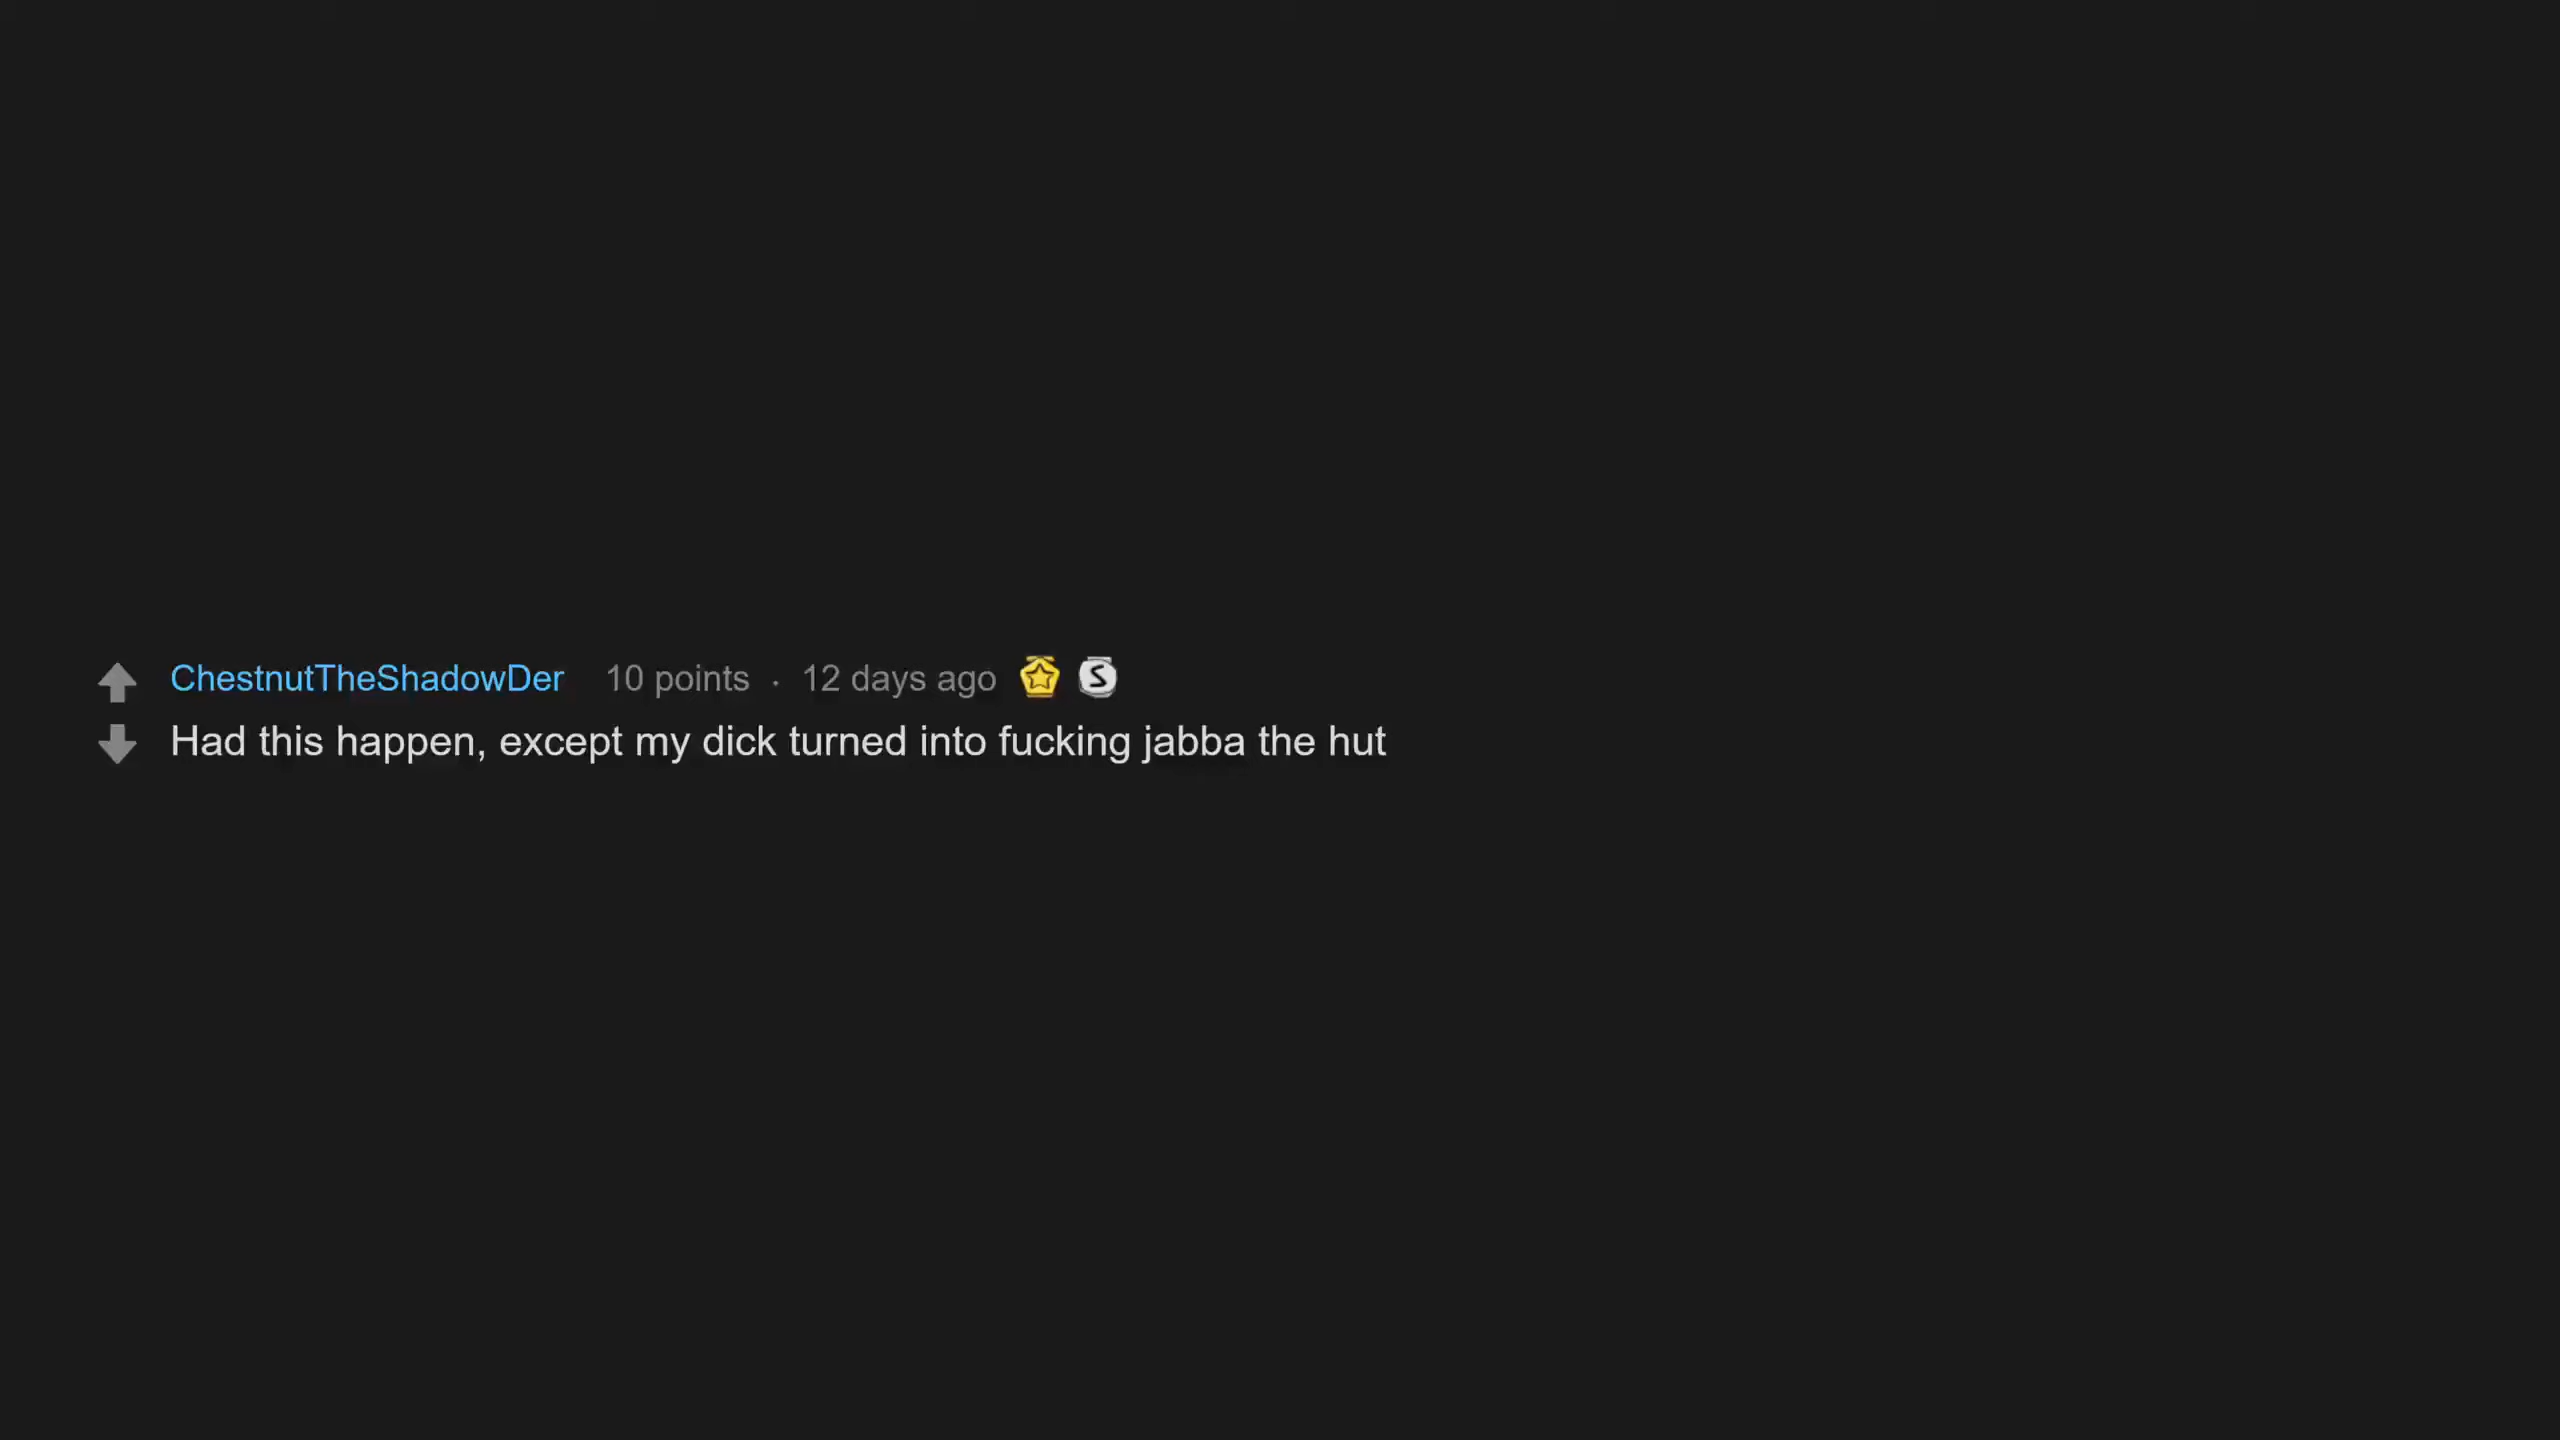 ChestnutTheShadowDer 10 points · 12 days ago S
Had this happen, except my dick turned into fucking jabba the hut